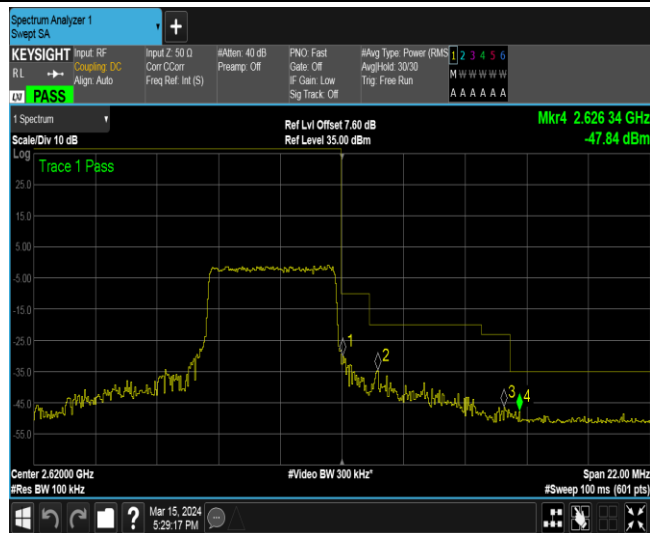 Spectrum Analyzer 1
Swept SA
+
KEYSIGHT
RL
LXI
PASS
Input: RF
Coupling: DC
Align: Auto
Input Z: 50 Ω
Corr CCorr
Freq Ref: Int (S)
#Atten: 40 dB
Preamp: Off
PNO: Fast
Gate: Off
IF Gain: Low
Sig Track: Off
#Avg Type: Power (RMS
Avg|Hold: 30/30
Trig: Free Run
1 2 3 4 5 6
M W W W W W
A A A A A A
1 Spectrum
Scale/Div 10 dB
Ref Lvl Offset 7.60 dB
Ref Level 35.00 dBm
Mkr4 2.626 34 GHz
-47.84 dBm
Log
Trace 1 Pass
25.0
15.0
5.00
-5.00
-15.0
-25.0
-35.0
-45.0
-55.0
1
2
3
4
Center 2.62000 GHz
#Res BW 100 kHz
#Video BW 300 kHz*
Span 22.00 MHz
#Sweep 100 ms (601 pts)
?
Mar 15, 2024
5:29:17 PM